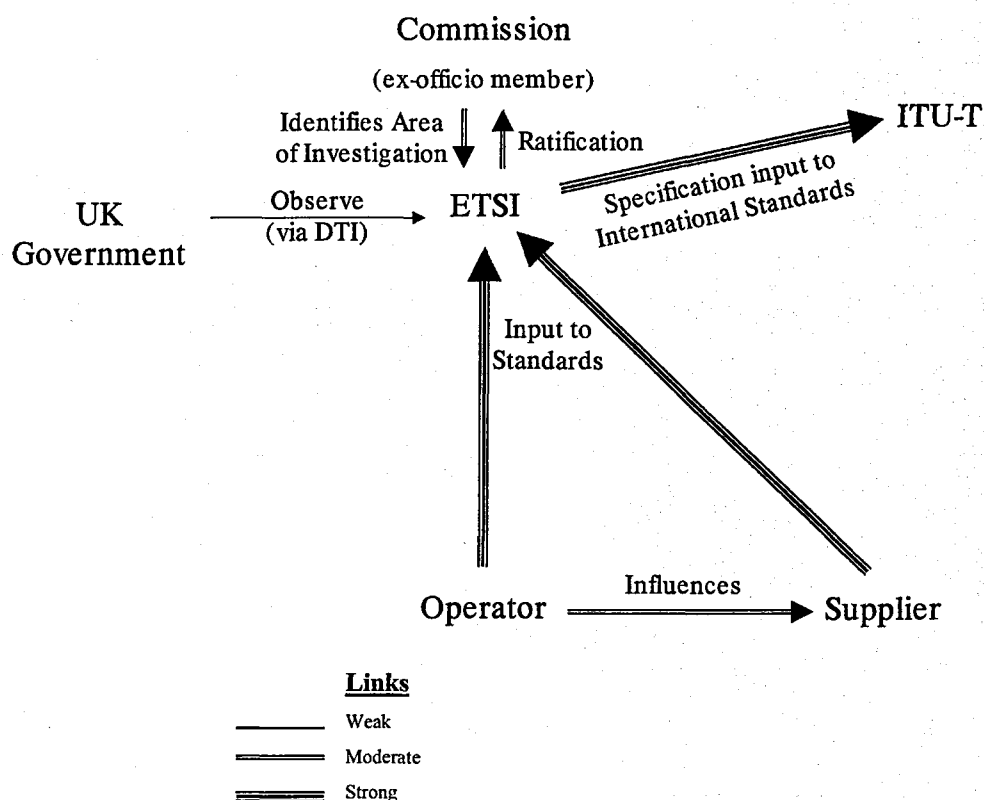 Commission
(ex-officio member)
Identifies Area
of Investigation
Ratification
ITU-T
Specification input to
International Standards
UK
Government
Observe
(via DTI)
ETSI
Input to
Standards
Influences
Operator
Supplier
Links
Weak
Moderate
Strong